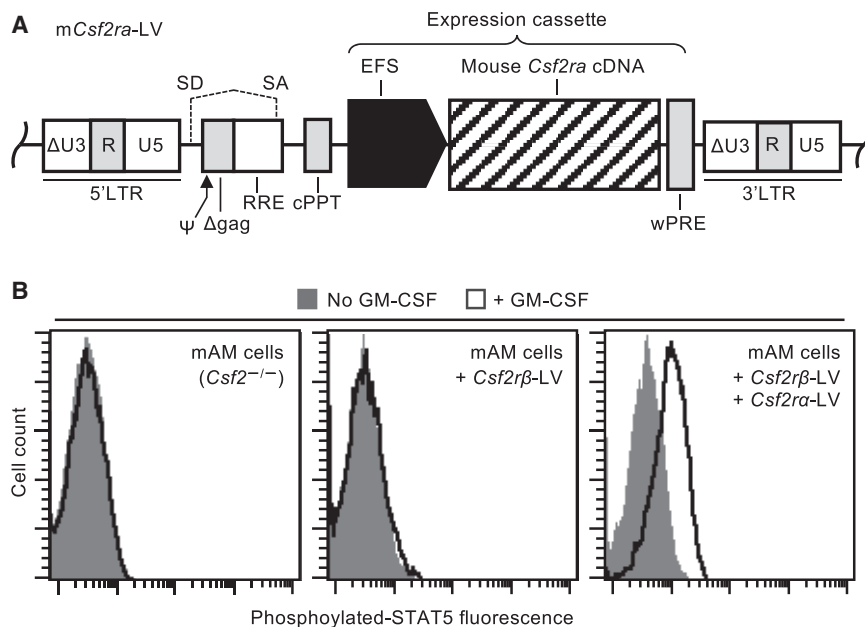 A
mCsf2ra-LV
Expression cassette
SD
SA
EFS
Mouse Csf2ra cDNA
ΔU3
R
U5
ΔU3
R
U5
5'LTR
RRE
cPPT
wPRE
3'LTR
Ψ
Δgag
B
No GM-CSF
+ GM-CSF
mAM cells
(Csf2−/−)
mAM cells
+ Csf2rβ-LV
mAM cells
+ Csf2rβ-LV
+ Csf2rα-LV
Cell count
Phosphoylated-STAT5 fluorescence